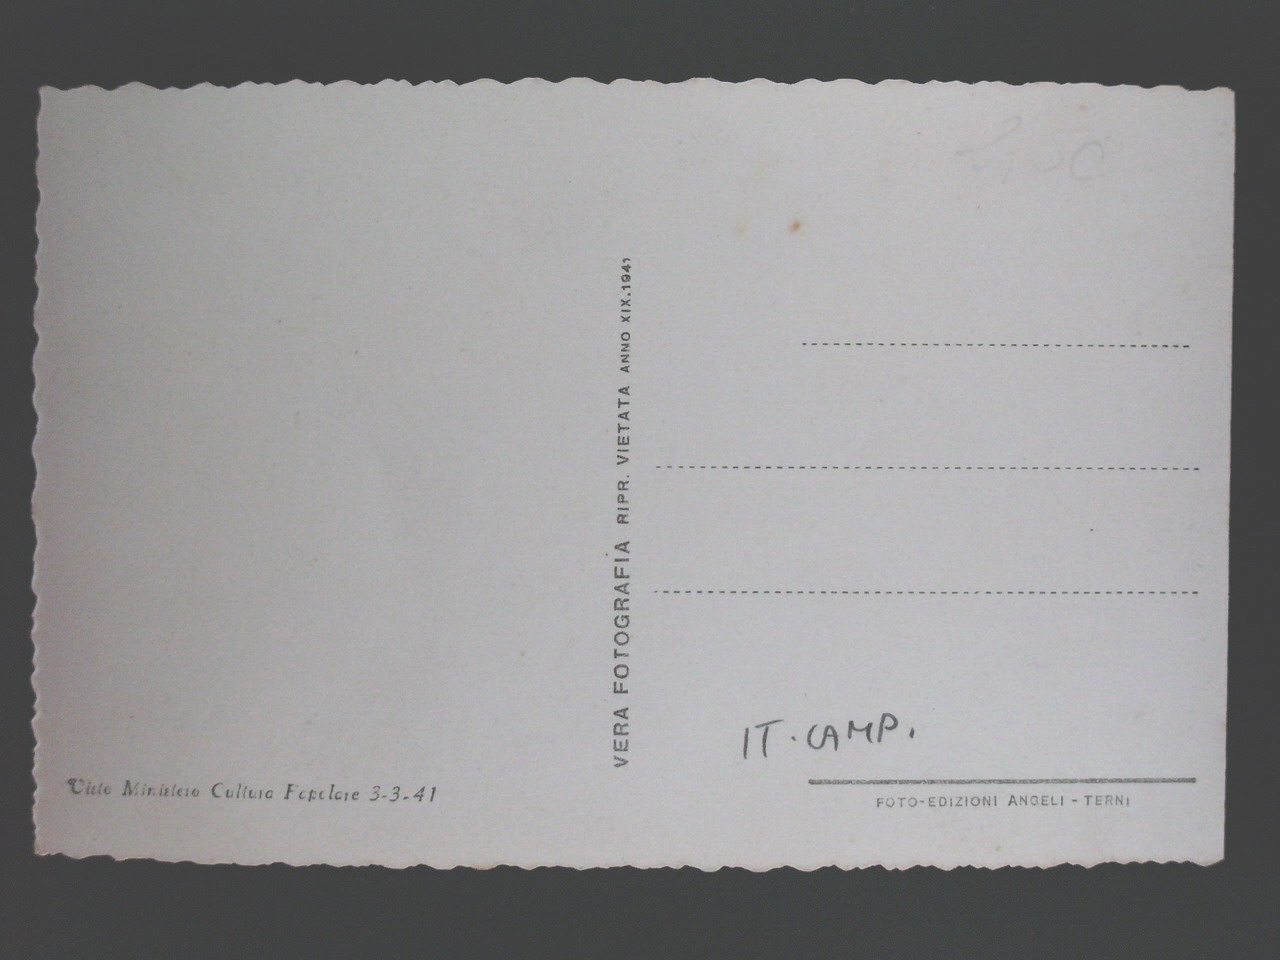 Visto Ministero Cultura Popolare 3-3-41
VERA FOTOGRAFIA RIPR. VIETATA ANNO XIX.1941
IT. CAMP.
FOTO-EDIZIONI ANGELI - TERNI